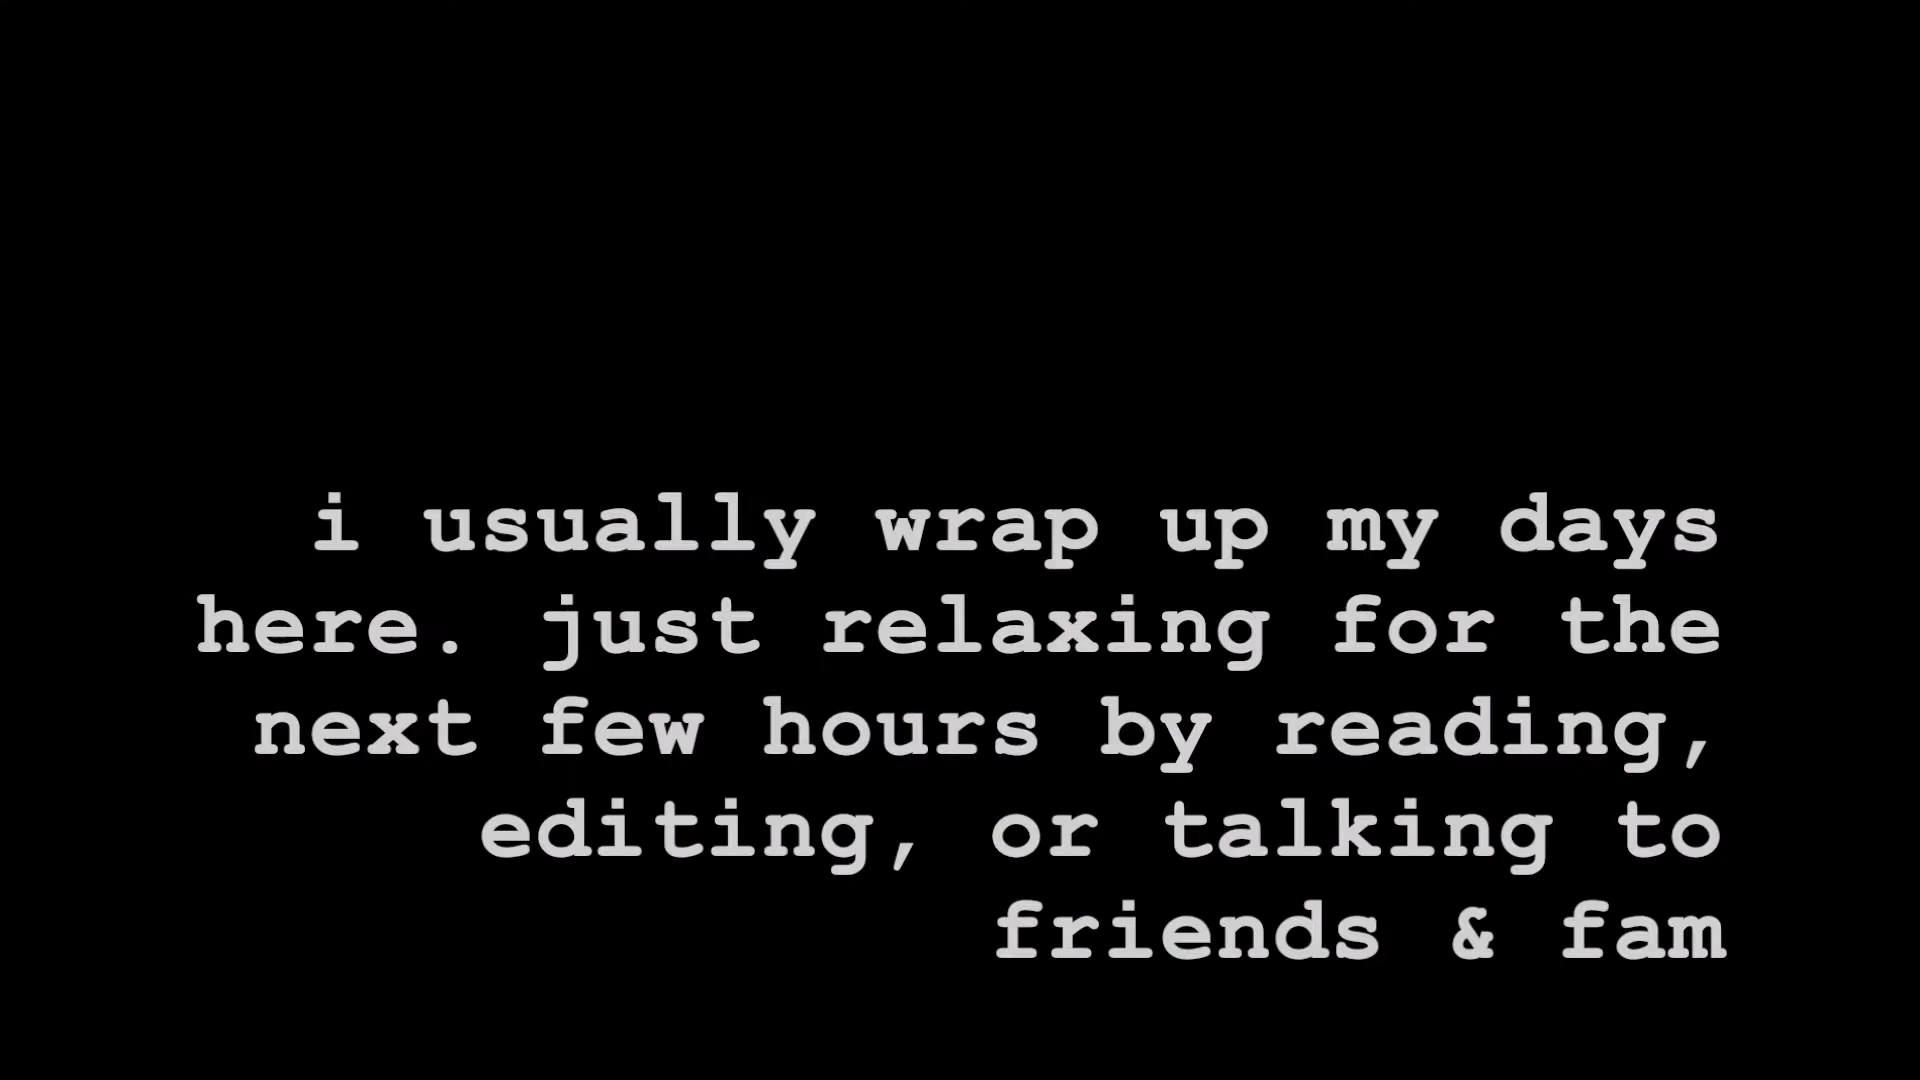 i usually wrap up my days
here. just relaxing for the
next few hours by reading,
editing, or talking to
friends & fam